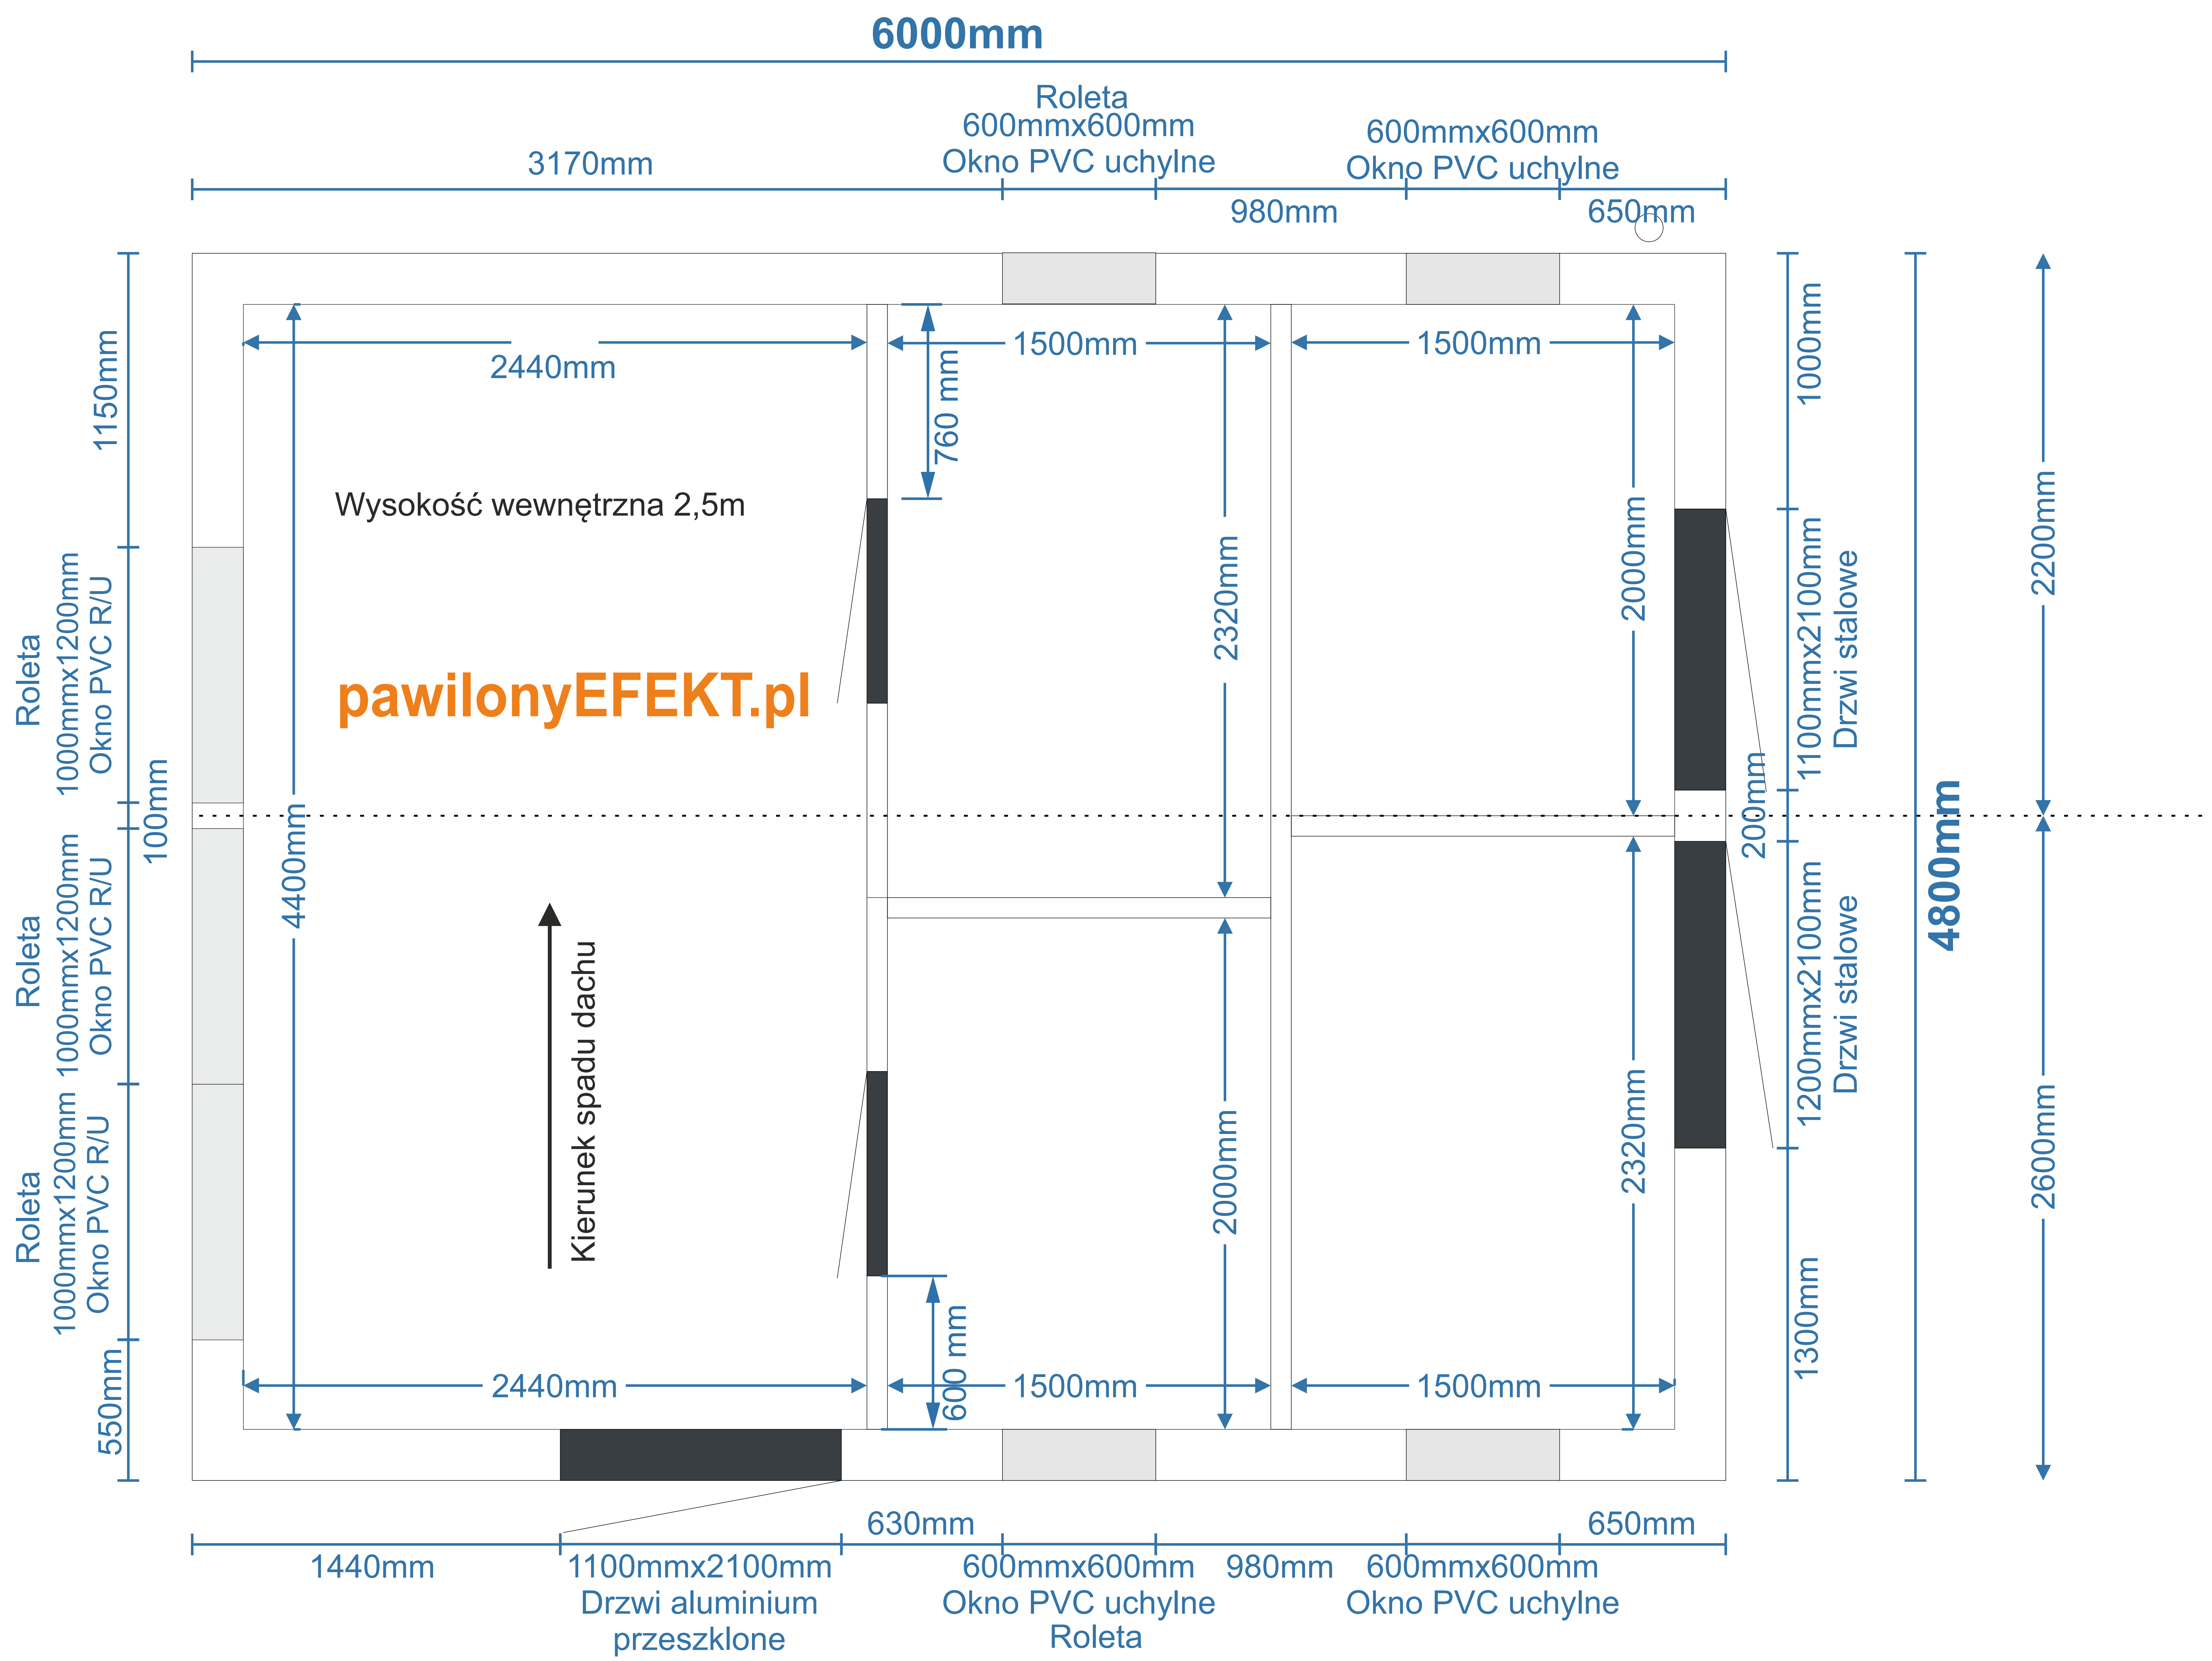 6000mm
Roleta
600mmx600mm
Okno PVC uchylne
600mmx600mm
Okno PVC uchylne
3170mm
980mm
650mm
1150mm
Roleta
1000mmx1200mm
Okno PVC R/U
100mm
Roleta
1000mmx1200mm
Okno PVC R/U
Roleta
1000mmx1200mm
Okno PVC R/U
550mm
2440mm
1500mm
1500mm
760 mm
Wysokość wewnętrzna 2,5m
pawilonyEFEKT.pl
4400mm
Kierunek spadu dachu
2320mm
2000mm
2000mm
2320mm
600 mm
2440mm
1500mm
1500mm
1000mm
1100mmx2100mm
Drzwi stalowe
200mm
1200mmx2100mm
Drzwi stalowe
1300mm
4800mm
2200mm
2600mm
630mm
650mm
1440mm
1100mmx2100mm
Drzwi aluminium
przeszklone
600mmx600mm
Okno PVC uchylne
Roleta
980mm
600mmx600mm
Okno PVC uchylne